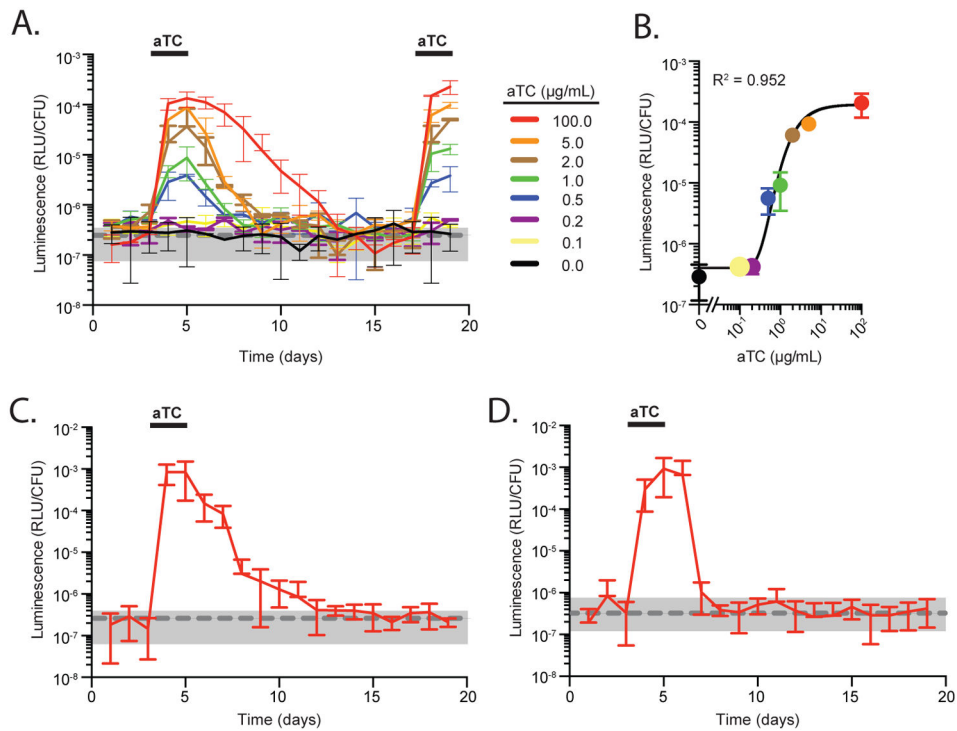 A.
aTC
aTC
Luminescence (RLU/CFU)
10-3
10-4
10-5
10-6
10-7
10-8
0
5
10
15
20
Time (days)
aTC (µg/mL)
100.0
5.0
2.0
1.0
0.5
0.2
0.1
0.0
B.
R2 = 0.952
Luminescence (RLU/CFU)
10-3
10-4
10-5
10-6
10-7
0
10-1
100
101
102
aTC (µg/mL)
C.
aTC
Luminescence (RLU/CFU)
10-2
10-3
10-4
10-5
10-6
10-7
10-8
0
5
10
15
20
Time (days)
D.
aTC
Luminescence (RLU/CFU)
10-2
10-3
10-4
10-5
10-6
10-7
10-8
0
5
10
15
20
Time (days)